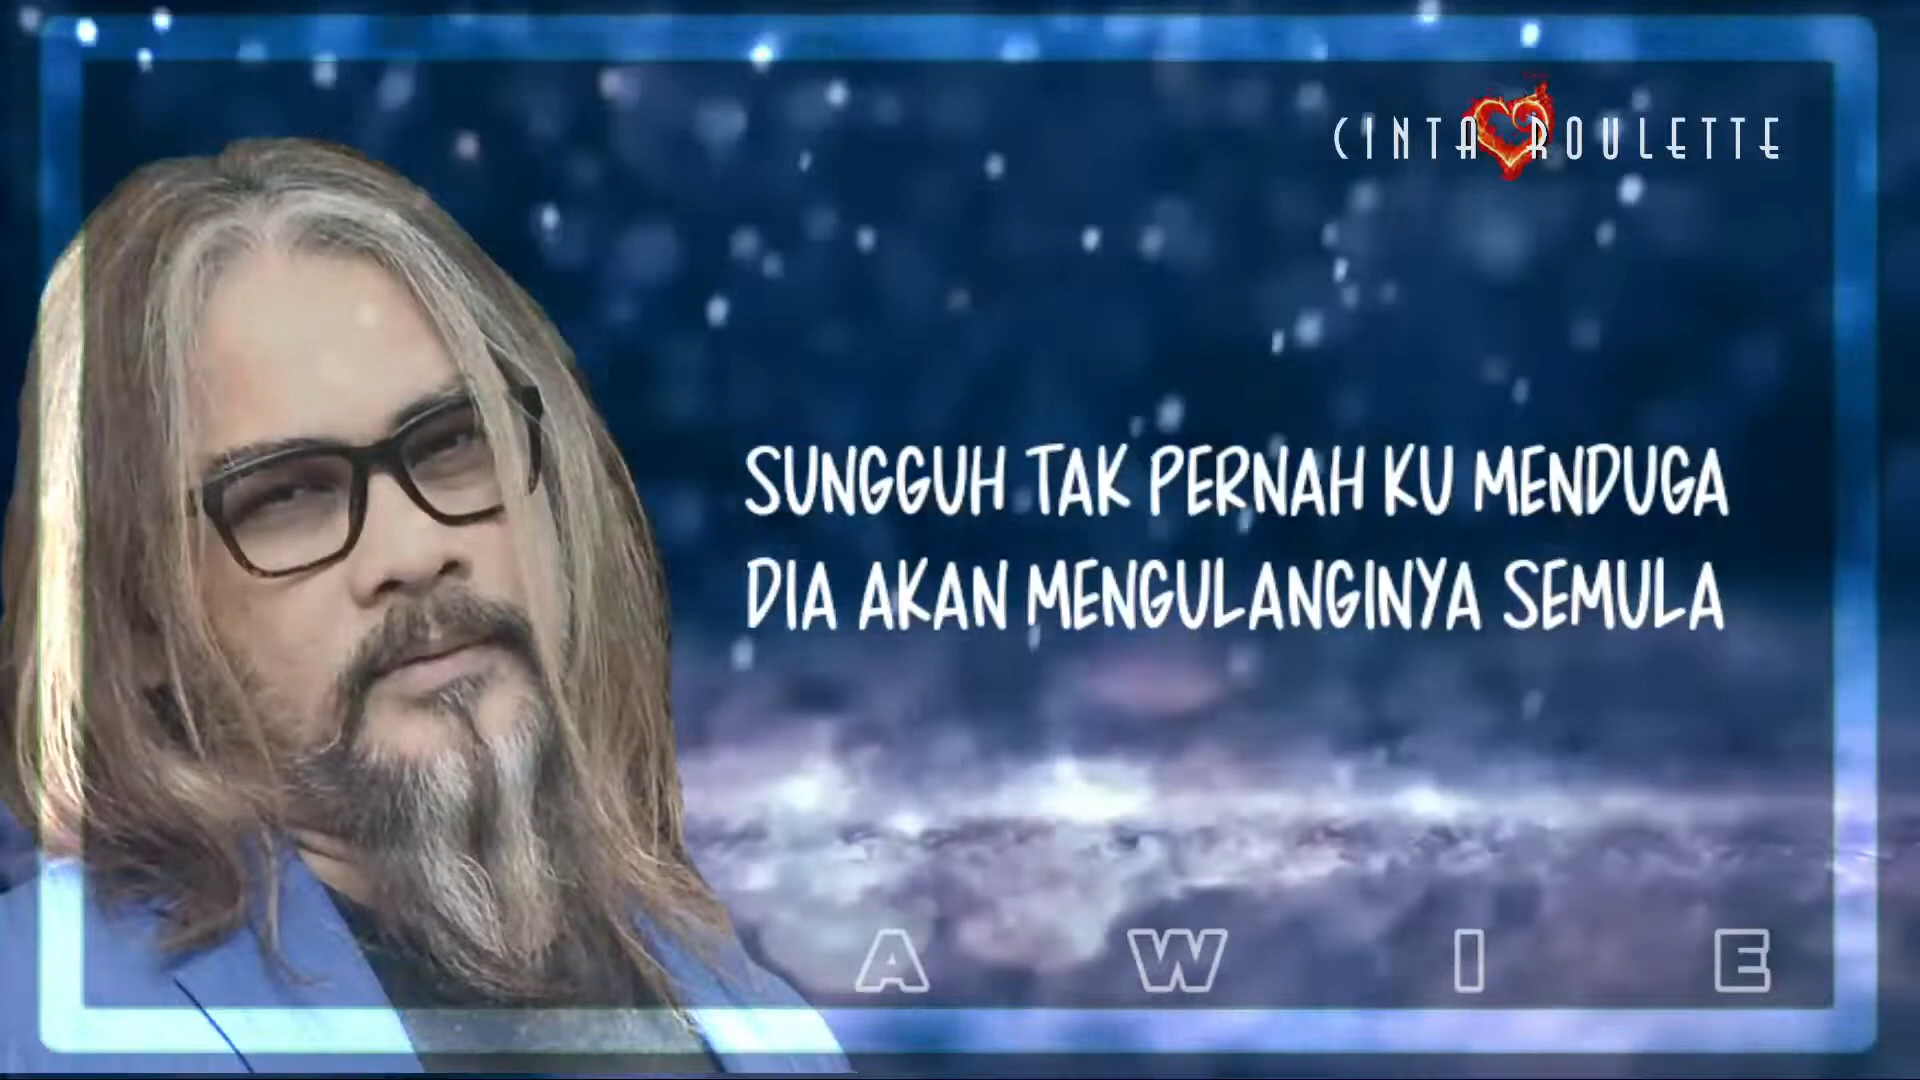 CINTA ROULETTE
SUNGGUH TAK PERNAH KU MENDUGA
DIA AKAN MENGULANGINYA SEMULA
A W I E